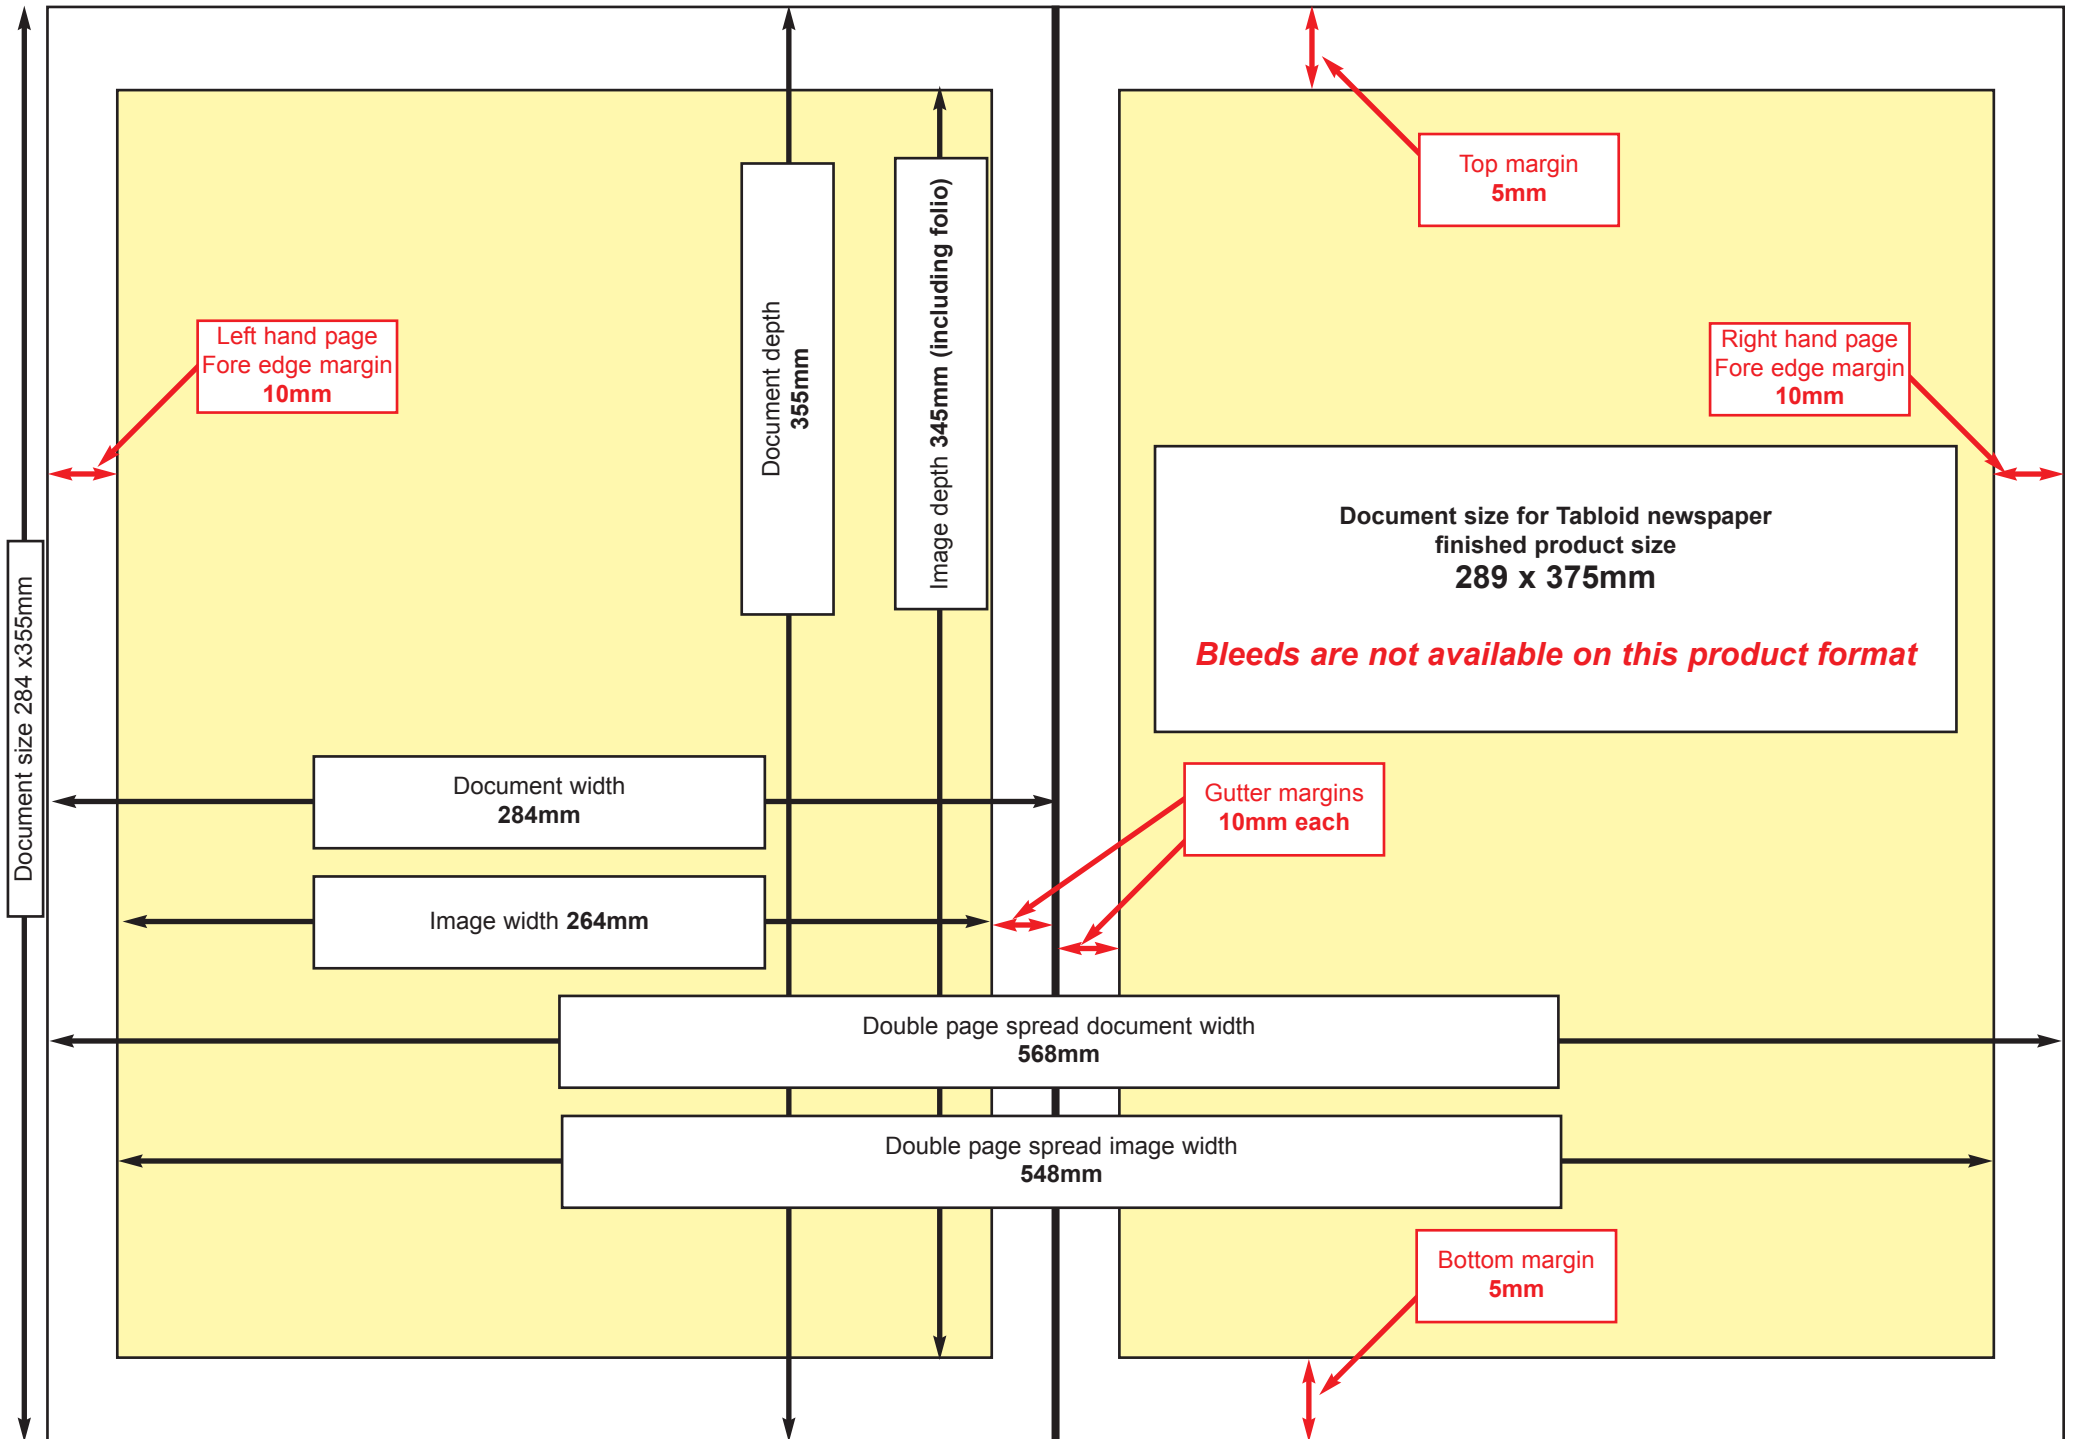 Top margin
5mm
Document depth
355mm
Image depth 345mm (including folio)
Left hand page
Fore edge margin
10mm
Right hand page
Fore edge margin
10mm
Document size for Tabloid newspaper
finished product size
289 x 375mm
Bleeds are not available on this product format
Document size 284 x355mm
Document width
284mm
Gutter margins
10mm each
Image width 264mm
Double page spread document width
568mm
Double page spread image width
548mm
Bottom margin
5mm